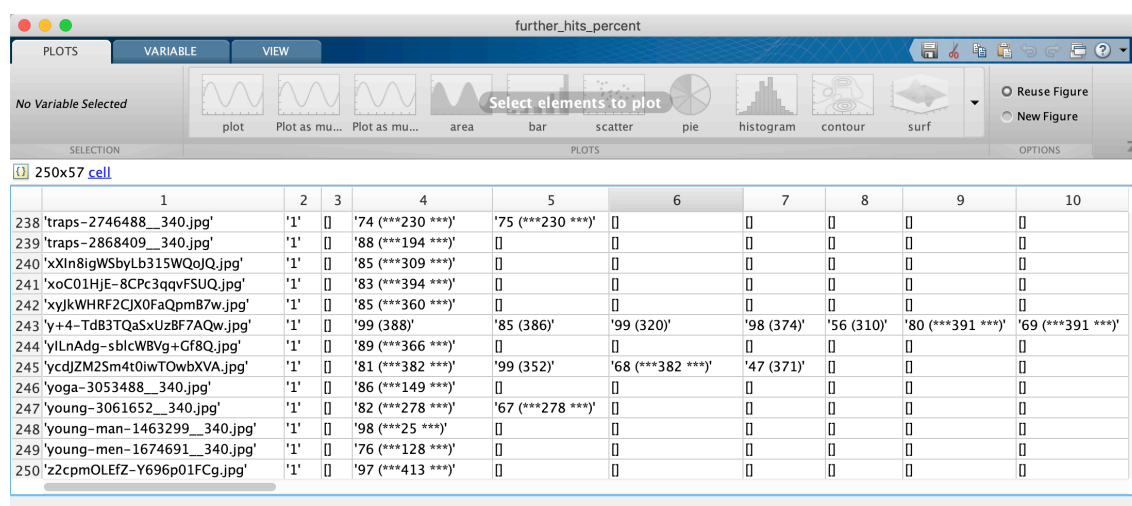 further_hits_percent
PLOTS VARIABLE VIEW
No Variable Selected
Select elements to plot
plot Plot as mu... Plot as mu... area bar scatter pie histogram contour surf
Reuse Figure
New Figure
SELECTION PLOTS OPTIONS
250x57 cell
1 2 3 4 5 6 7 8 9 10
238 'traps-2746488__340.jpg' '1' [] '74 (***230 ***)' '75 (***230 ***)' [] [] [] [] []
239 'traps-2868409__340.jpg' '1' [] '88 (***194 ***)' [] [] [] [] [] []
240 'xXIn8igWSbyLb315WQoJQ.jpg' '1' [] '85 (***309 ***)' [] [] [] [] [] []
241 'xoC01HjE-8CPc3qqvFSUQ.jpg' '1' [] '83 (***394 ***)' [] [] [] [] [] []
242 'xyJkWHRF2CJX0FaQpmB7w.jpg' '1' [] '85 (***360 ***)' [] [] [] [] [] []
243 'y+4-TdB3TQaSxUzBF7AQw.jpg' '1' [] '99 (388)' '85 (386)' '99 (320)' '98 (374)' '56 (310)' '80 (***391 ***)' '69 (***391 ***)'
244 'yILnAdg-sbIcWBVg+Gf8Q.jpg' '1' [] '89 (***366 ***)' [] [] [] [] [] []
245 'ycdJZM2Sm4t0iwTOwbXVA.jpg' '1' [] '81 (***382 ***)' '99 (352)' '68 (***382 ***)' '47 (371)' [] [] []
246 'yoga-3053488__340.jpg' '1' [] '86 (***149 ***)' [] [] [] [] [] []
247 'young-3061652__340.jpg' '1' [] '82 (***278 ***)' '67 (***278 ***)' [] [] [] [] []
248 'young-man-1463299__340.jpg' '1' [] '98 (***25 ***)' [] [] [] [] [] []
249 'young-men-1674691__340.jpg' '1' [] '76 (***128 ***)' [] [] [] [] [] []
250 'z2cpmOLEfZ-Y696p01FCg.jpg' '1' [] '97 (***413 ***)' [] [] [] [] [] []